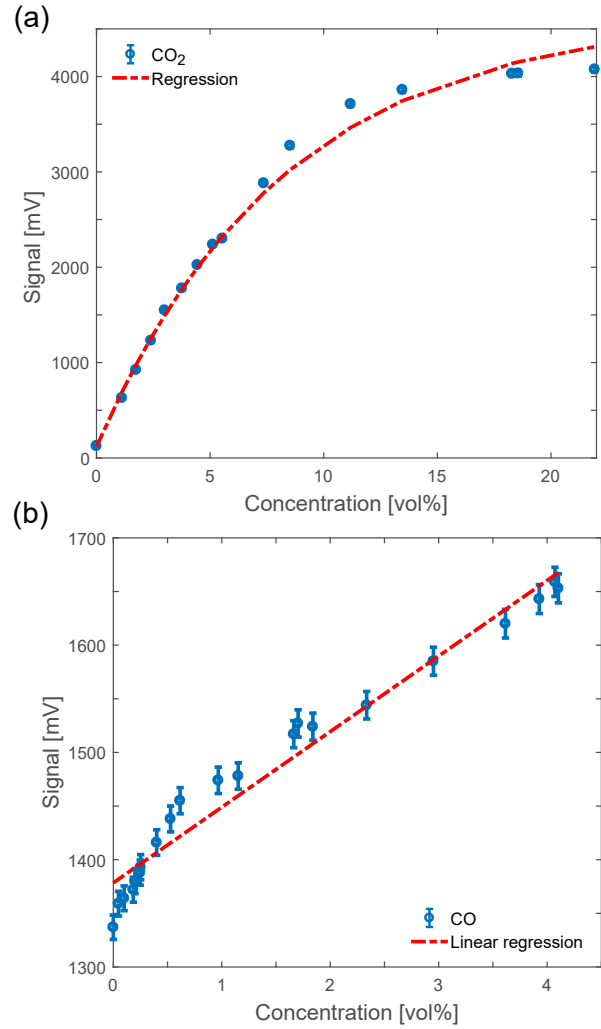 (a)
CO2
Regression
4000
3000
2000
1000
0
Signal [mV]
0 5 10 15 20
Concentration [vol%]
(b)
1700
1600
1500
1400
1300
Signal [mV]
CO
Linear regression
0 1 2 3 4
Concentration [vol%]